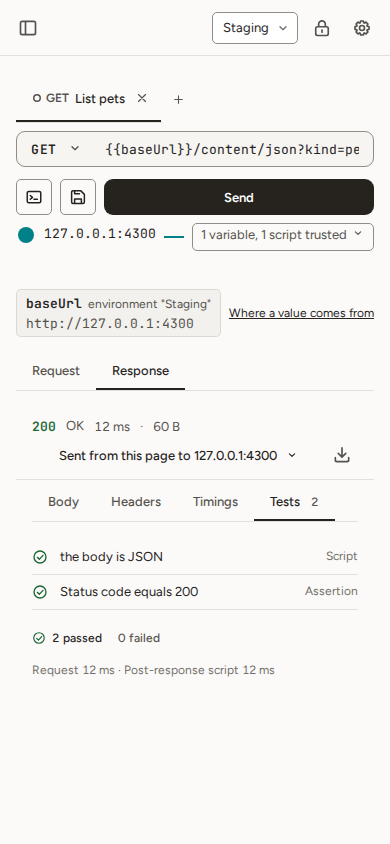 Staging
GET List pets
GET {{baseUrl}}/content/json?kind=pe
Send
127.0.0.1:4300 1 variable, 1 script trusted
baseUrl environment "Staging"
http://127.0.0.1:4300
Where a value comes from
Request Response
200 OK 12 ms · 60 B
Sent from this page to 127.0.0.1:4300
Body Headers Timings Tests 2
the body is JSON Script
Status code equals 200 Assertion
2 passed 0 failed
Request 12 ms · Post-response script 12 ms